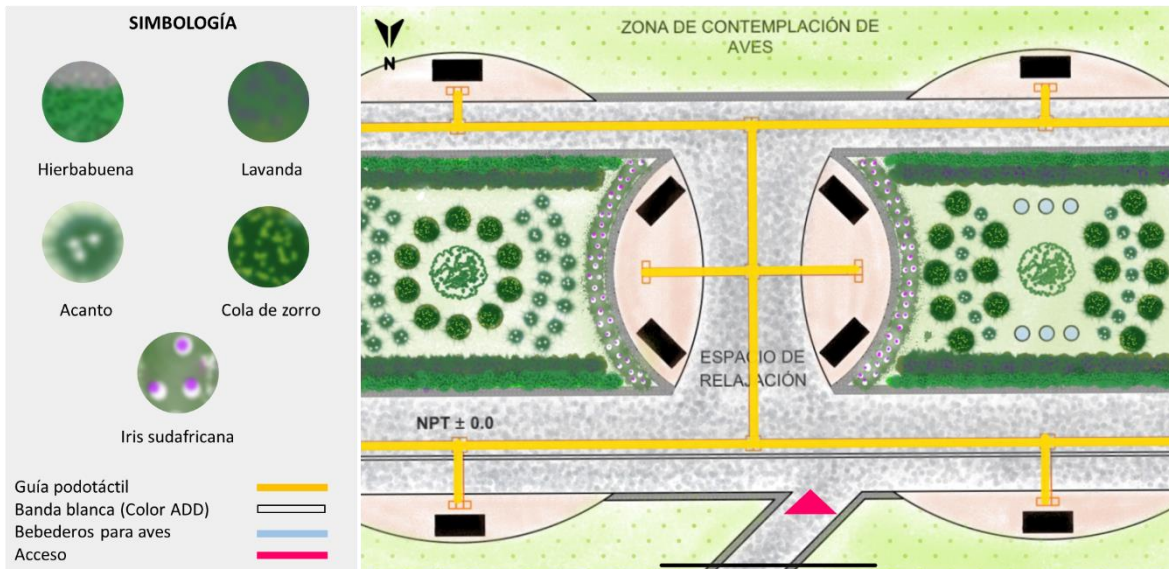 SIMBOLOGÍA
Hierbabuena
Lavanda
Acanto
Cola de zorro
Iris sudafricana
Guía podotáctil
Banda blanca (Color ADD)
Bebederos para aves
Acceso
N
ZONA DE CONTEMPLACIÓN DE
AVES
ESPACIO DE
RELAJACIÓN
NPT ± 0.0